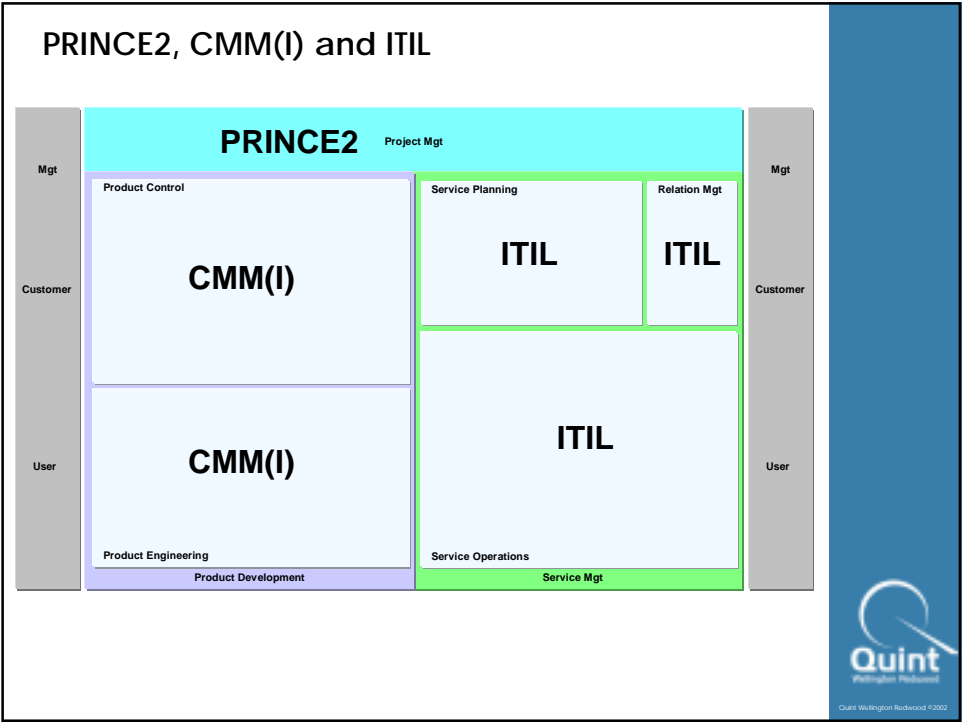 PRINCE2, CMM(I) and ITIL
PRINCE2 Project Mgt
Mgt
Customer
User
Product Control
CMM(I)
CMM(I)
Product Engineering
Product Development
Service Planning
ITIL
Relation Mgt
ITIL
ITIL
Service Operations
Service Mgt
Mgt
Customer
User
Quint
Wellington Redwood
Quint Wellington Redwood ©2002